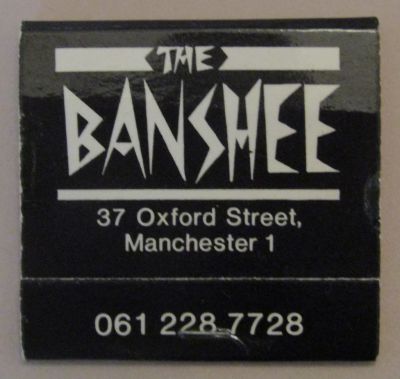 THE
BANSHEE
37 Oxford Street,
Manchester 1
061 228 7728